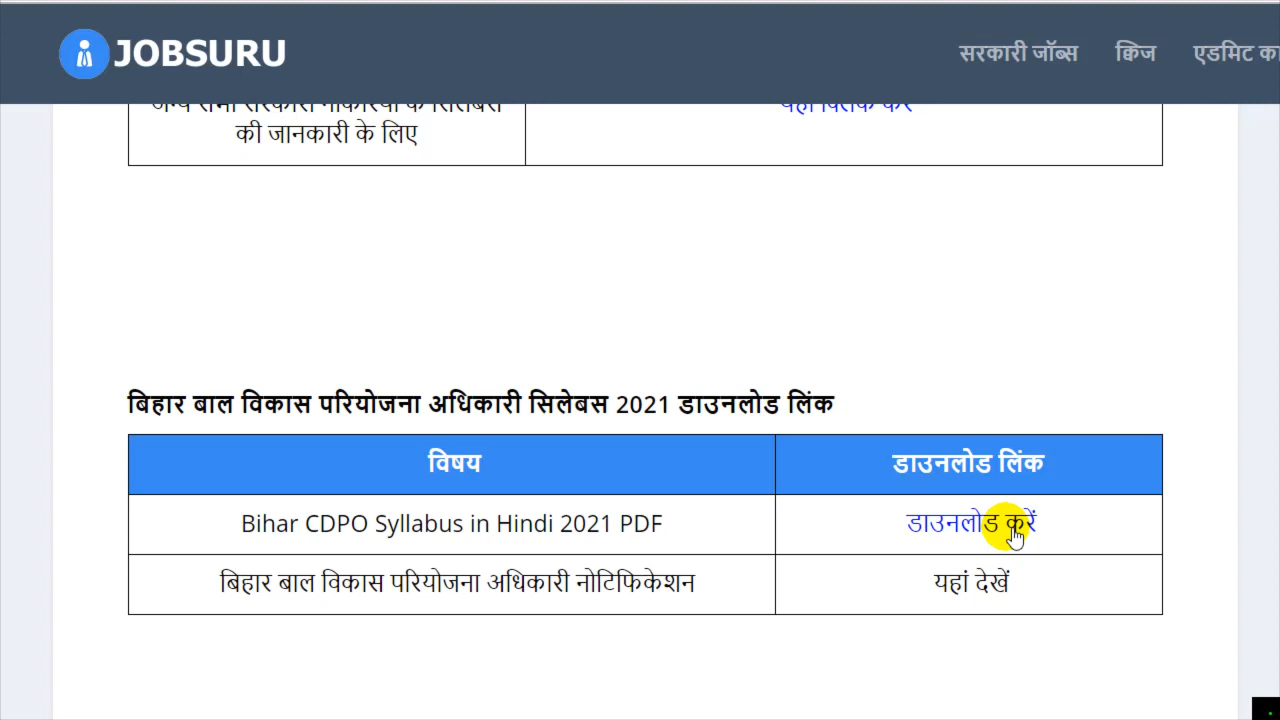 JOBSURU
सरकारी जॉब्स क्विज एडमिट
की जानकारी के लिए
बिहार बाल विकास परियोजना अधिकारी सिलेबस 2021 डाउनलोड लिंक
विषय डाउनलोड लिंक
Bihar CDPO Syllabus in Hindi 2021 PDF डाउनलोड करें
बिहार बाल विकास परियोजना अधिकारी नोटिफिकेशन यहां देखें